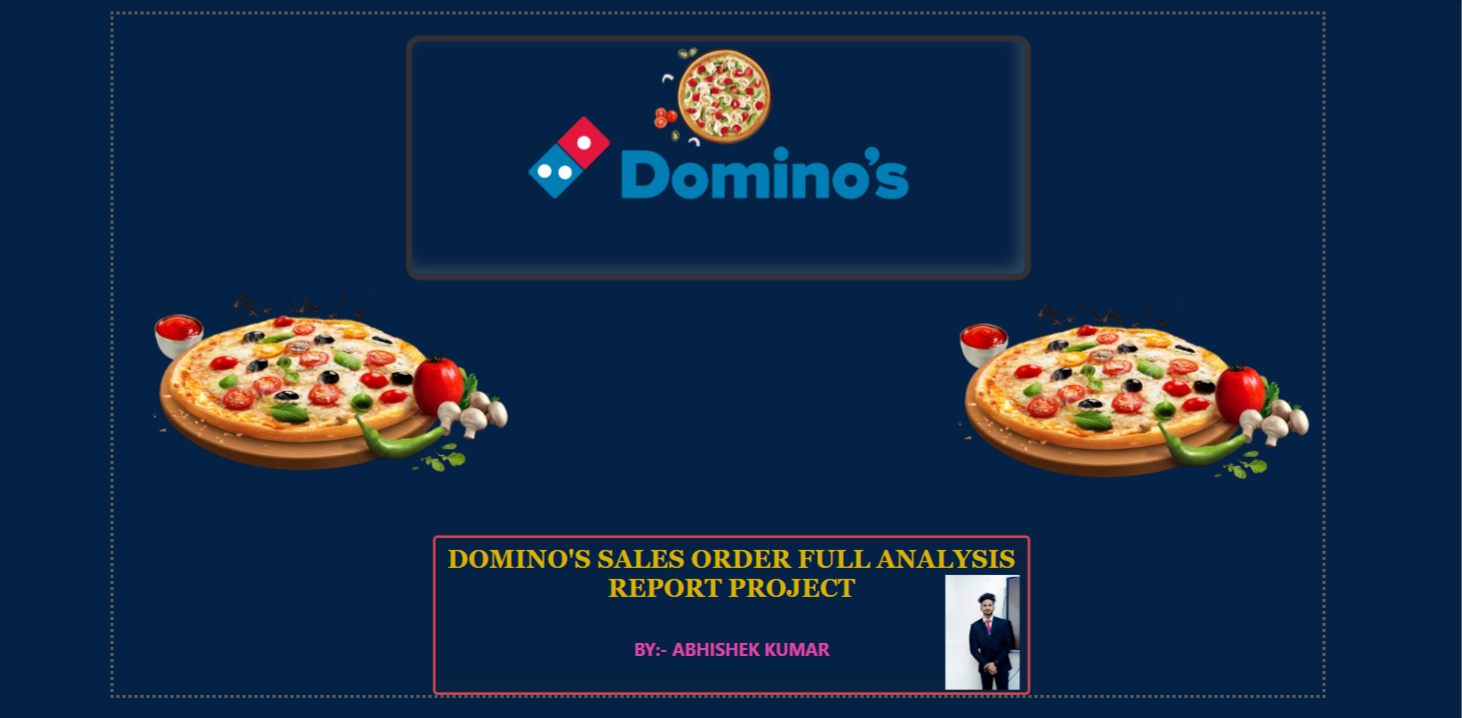 Domino's
DOMINO'S SALES ORDER FULL ANALYSIS
REPORT PROJECT
BY:- ABHISHEK KUMAR